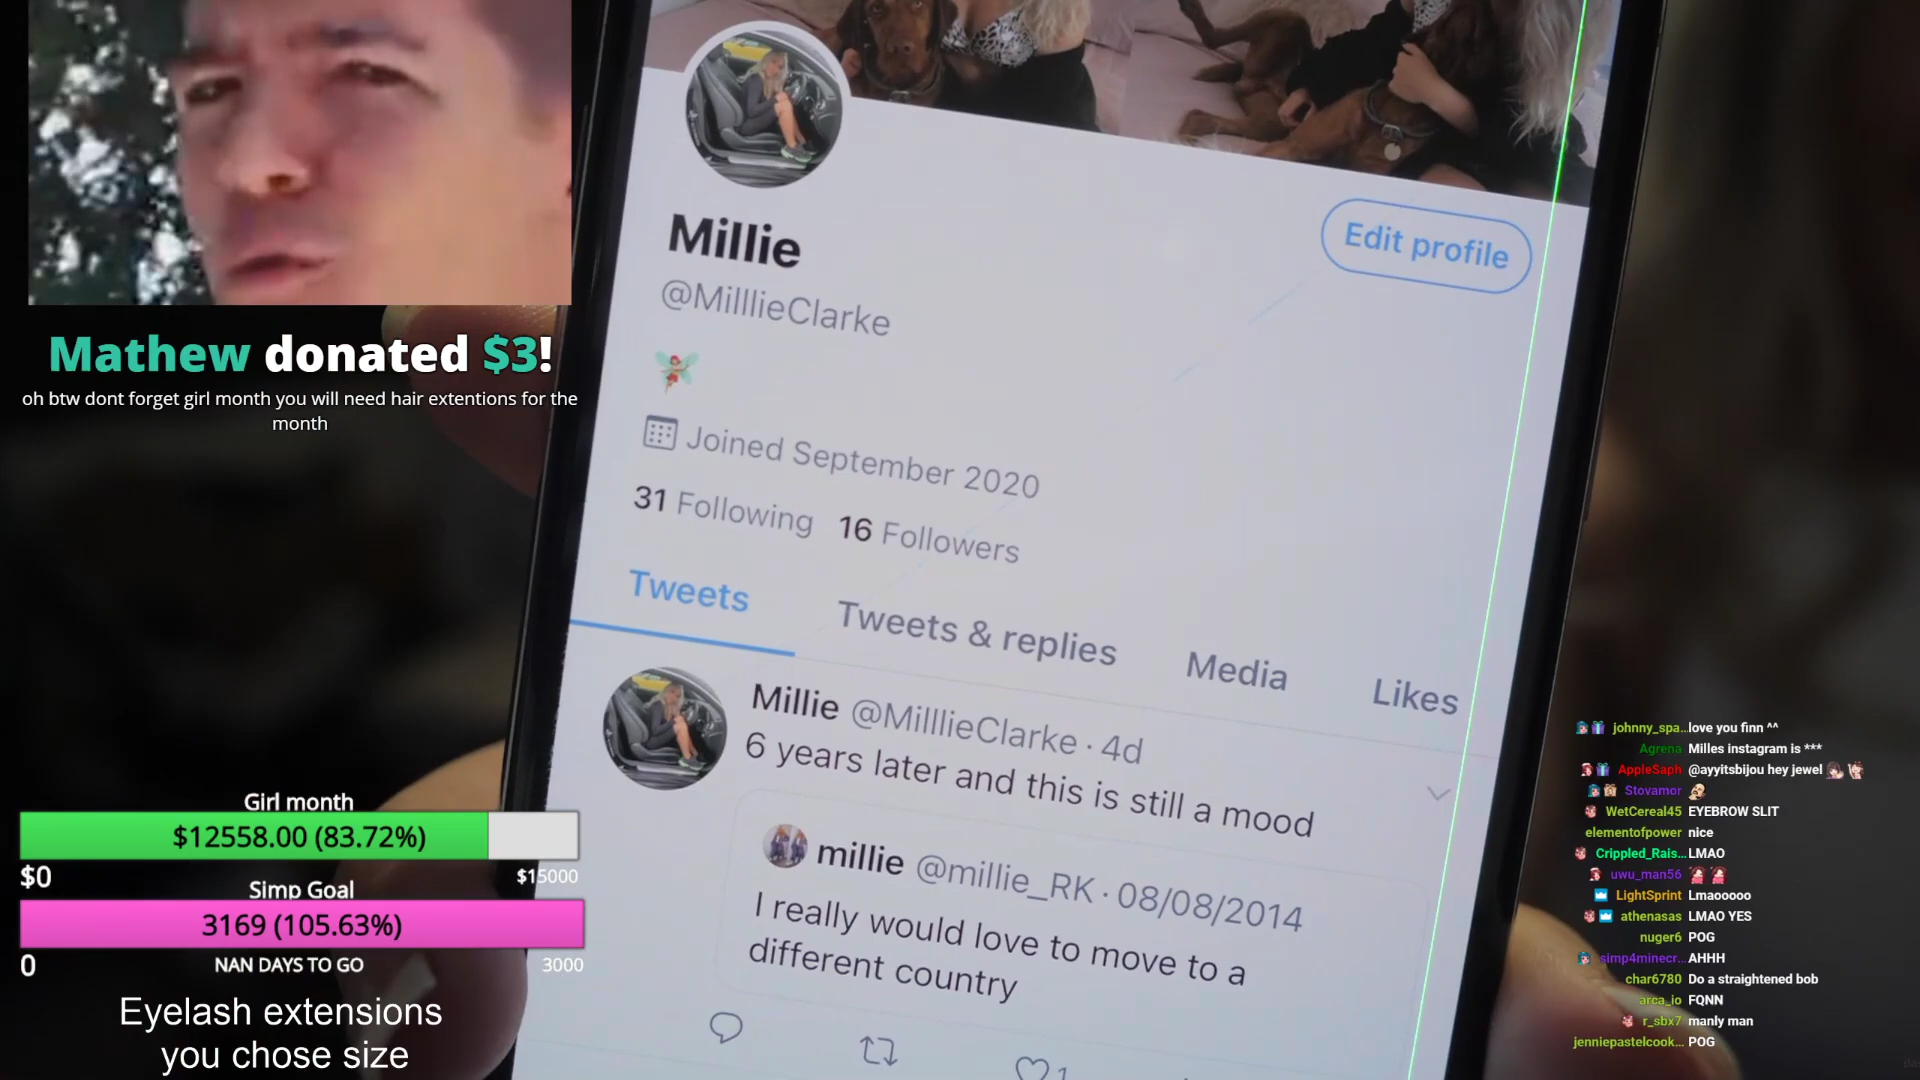 Mathew donated $3!
oh btw dont forget girl month you will need hair extentions for the
month
Girl month
$12558.00 (83.72%)
$0
$15000
Simp Goal
3169 (105.63%)
0
NAN DAYS TO GO
3000
Eyelash extensions
you chose size
Millie
@MilllieClarke
Edit profile
Joined September 2020
31 Following 16 Followers
Tweets
Tweets & replies
Media
Likes
Millie @MilllieClarke · 4d
6 years later and this is still a mood
millie @millie_RK · 08/08/2014
I really would love to move to a
different country
1
johnny_spa... love you finn ^^
Agrena Milles instagram is ***
AppleSaph @ayyitsbijou hey jewel
Stovamor
WetCereal45 EYEBROW SLIT
elementofpower nice
Crippled_Rais... LMAO
uwu_man56
LightSprint Lmaooooo
athenasas LMAO YES
nuger6 POG
simp4minecr... AHHH
char6780 Do a straightened bob
arca_io FQNN
r_sbx7 manly man
jenniepastelcook... POG